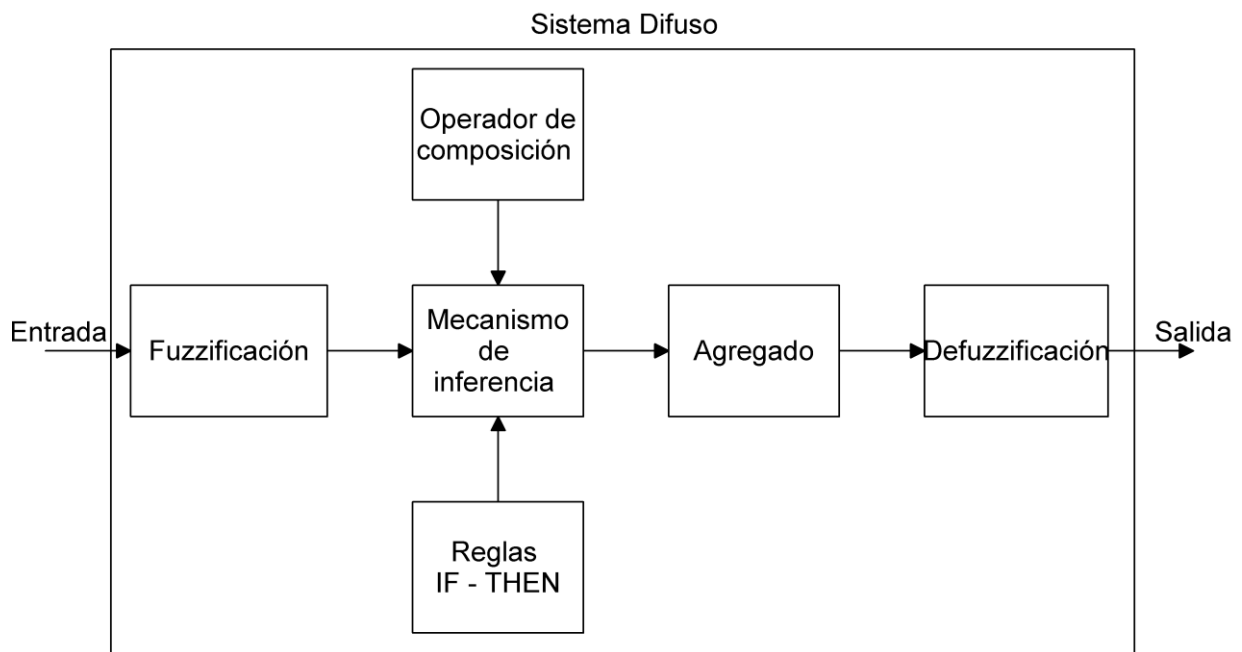 Sistema Difuso
Operador de
composición
Entrada
Fuzzificación
Mecanismo
de
inferencia
Agregado
Defuzzificación
Salida
Reglas
IF - THEN